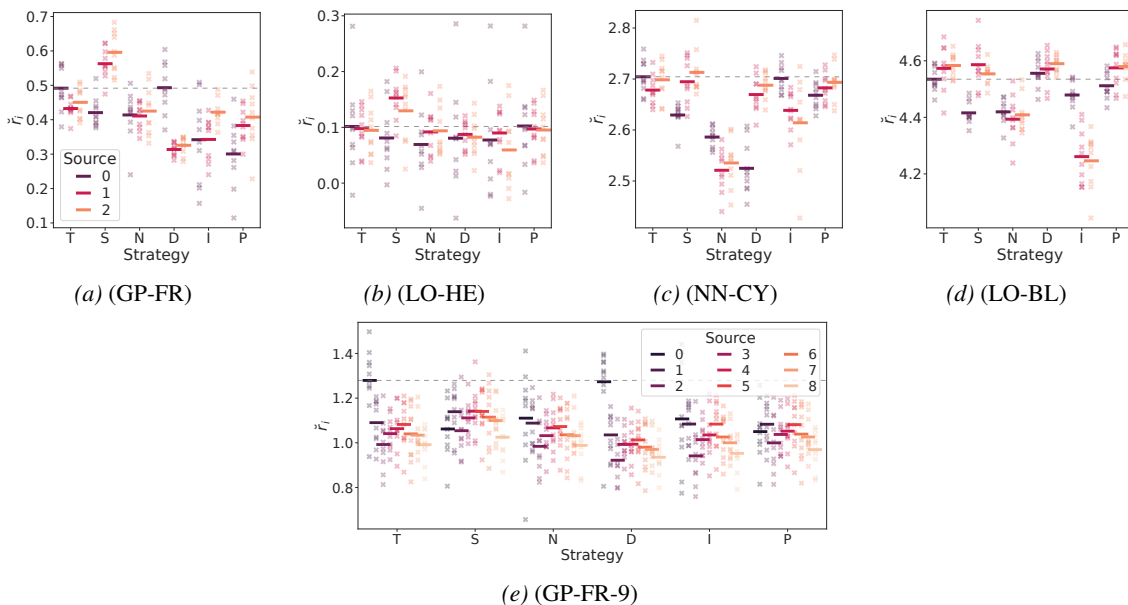 0.7
0.6
0.5
0.4
0.3
0.2
0.1
r̆i
Source
0
1
2
T S N D I P
Strategy
(a) (GP-FR)
0.3
0.2
0.1
0.0
r̆i
T S N D I P
Strategy
(b) (LO-HE)
2.8
2.7
2.6
2.5
r̆i
T S N D I P
Strategy
(c) (NN-CY)
4.6
4.4
4.2
r̆i
T S N D I P
Strategy
(d) (LO-BL)
1.4
1.2
1.0
0.8
r̆i
Source
0 3 6
1 4 7
2 5 8
T S N D I P
Strategy
(e) (GP-FR-9)